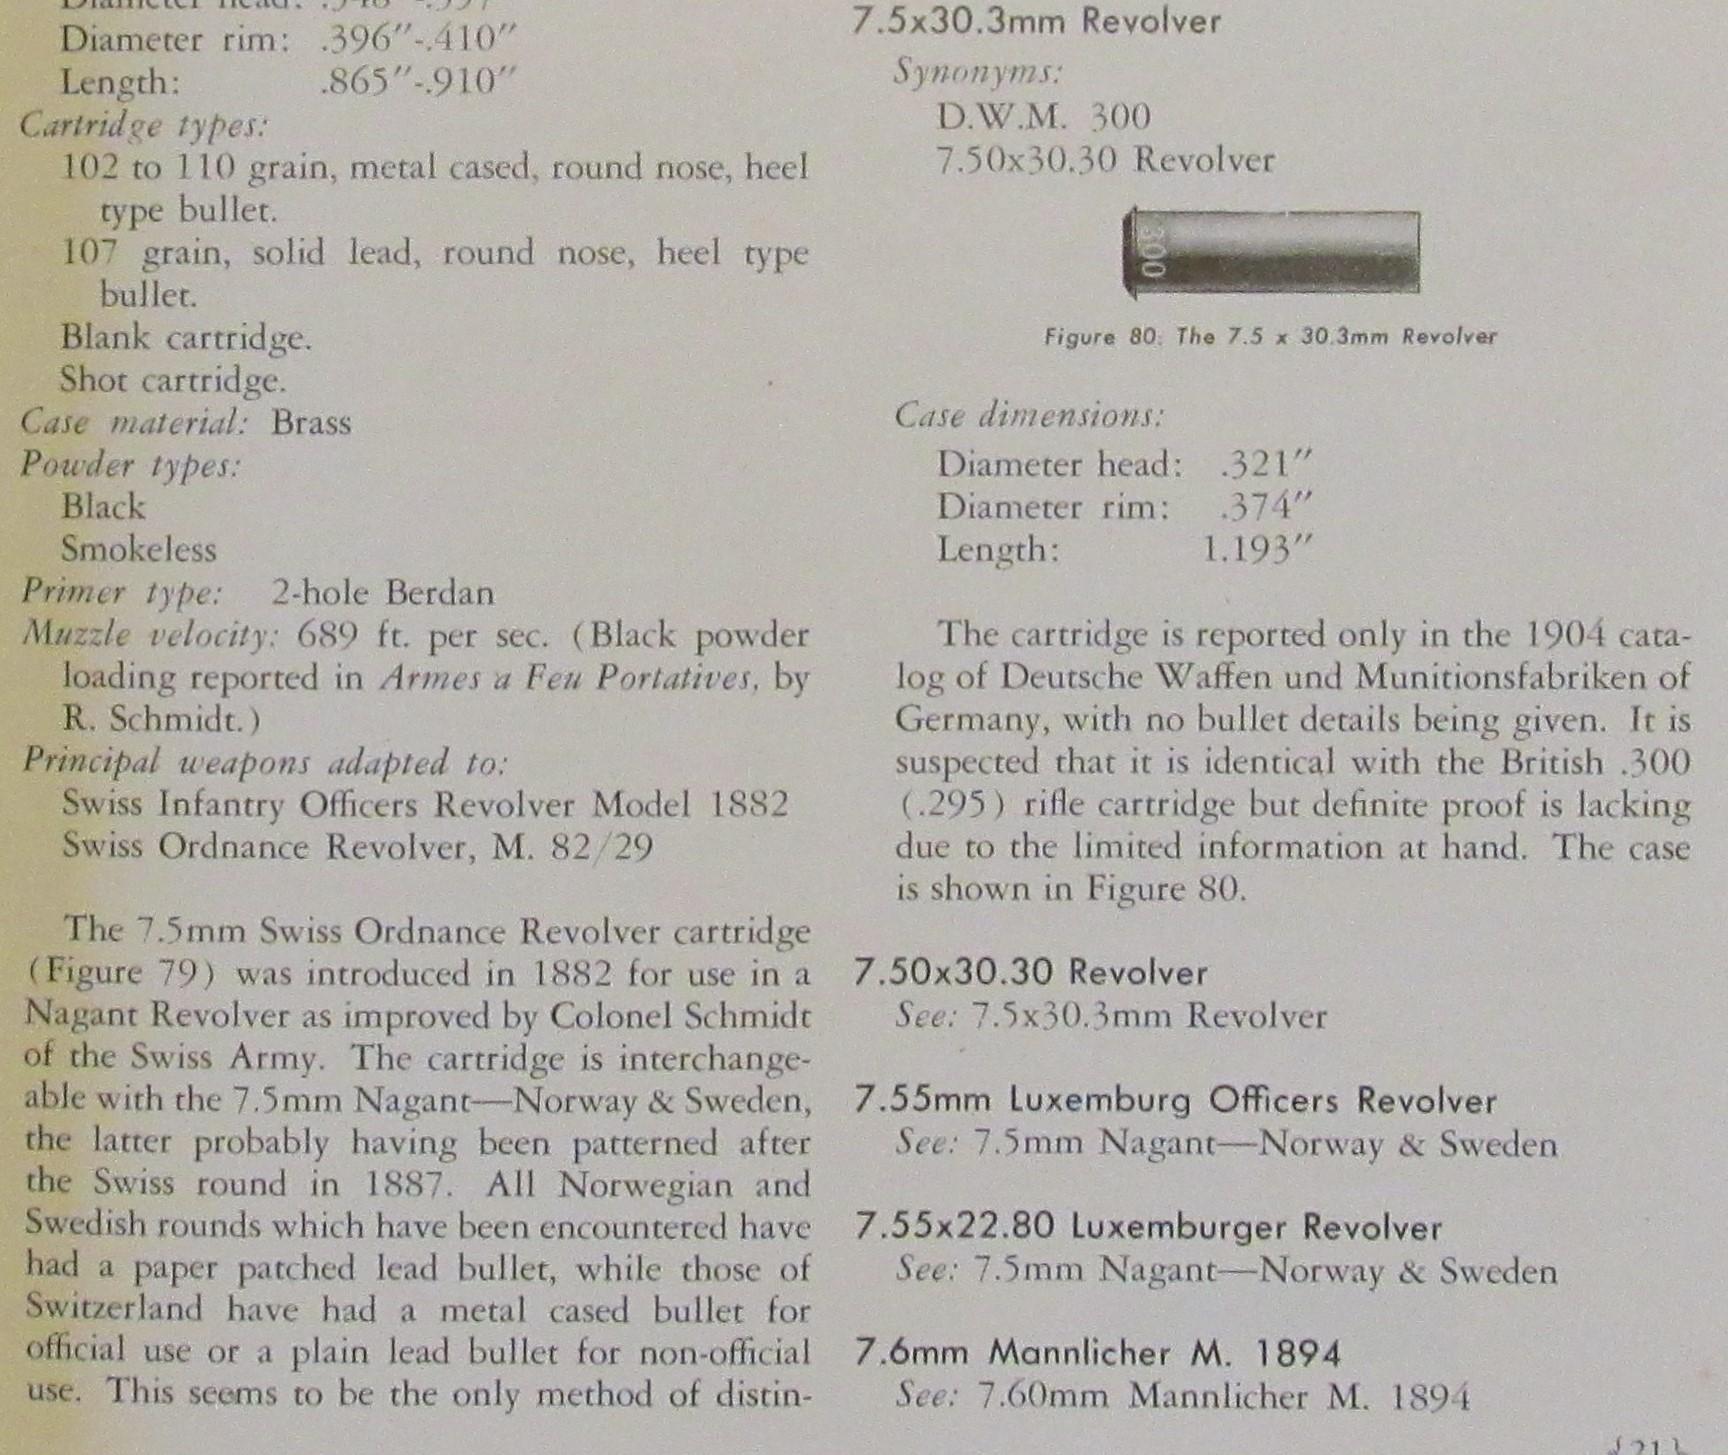 Diameter head: .348"-.357"
Diameter rim: .396"-.410"
Length: .865"-.910"
Cartridge types:
102 to 110 grain, metal cased, round nose, heel
type bullet.
107 grain, solid lead, round nose, heel type
bullet.
Blank cartridge.
Shot cartridge.
Case material: Brass
Powder types:
Black
Smokeless
Primer type: 2-hole Berdan
Muzzle velocity: 689 ft. per sec. (Black powder
loading reported in Armes a Feu Portatives, by
R. Schmidt.)
Principal weapons adapted to:
Swiss Infantry Officers Revolver Model 1882
Swiss Ordnance Revolver, M. 82/29
The 7.5mm Swiss Ordnance Revolver cartridge
(Figure 79) was introduced in 1882 for use in a
Nagant Revolver as improved by Colonel Schmidt
of the Swiss Army. The cartridge is interchange-
able with the 7.5mm Nagant—Norway & Sweden,
the latter probably having been patterned after
the Swiss round in 1887. All Norwegian and
Swedish rounds which have been encountered have
had a paper patched lead bullet, while those of
Switzerland have had a metal cased bullet for
official use or a plain lead bullet for non-official
use. This seems to be the only method of distin-
7.5x30.3mm Revolver
Synonyms:
D.W.M. 300
7.50x30.30 Revolver
300
Figure 80: The 7.5 x 30.3mm Revolver
Case dimensions:
Diameter head: .321"
Diameter rim: .374"
Length: 1.193"
The cartridge is reported only in the 1904 cata-
log of Deutsche Waffen und Munitionsfabriken of
Germany, with no bullet details being given. It is
suspected that it is identical with the British .300
(.295) rifle cartridge but definite proof is lacking
due to the limited information at hand. The case
is shown in Figure 80.
7.50x30.30 Revolver
See: 7.5x30.3mm Revolver
7.55mm Luxemburg Officers Revolver
See: 7.5mm Nagant—Norway & Sweden
7.55x22.80 Luxemburger Revolver
See: 7.5mm Nagant—Norway & Sweden
7.6mm Mannlicher M. 1894
See: 7.60mm Mannlicher M. 1894
{21}